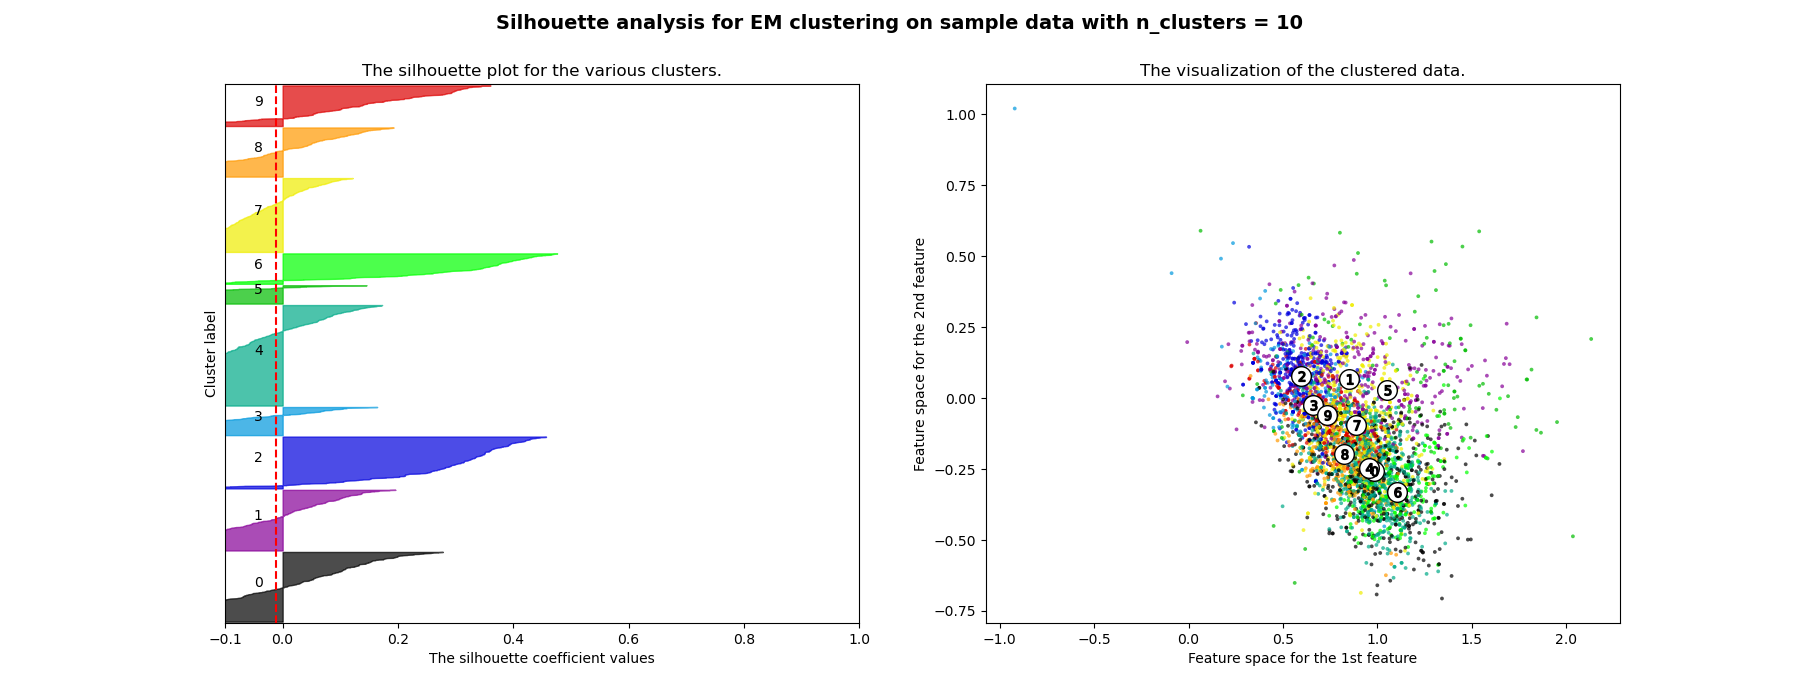 Silhouette analysis for EM clustering on sample data with n_clusters = 10
The silhouette plot for the various clusters.
Cluster label
9
8
7
6
5
4
3
2
1
0
−0.1 0.0 0.2 0.4 0.6 0.8 1.0
The silhouette coefficient values
The visualization of the clustered data.
Feature space for the 2nd feature
1.00
0.75
0.50
0.25
0.00
−0.25
−0.50
−0.75
2 1 5
3 9 7
8 4 0
6
−1.0 −0.5 0.0 0.5 1.0 1.5 2.0
Feature space for the 1st feature